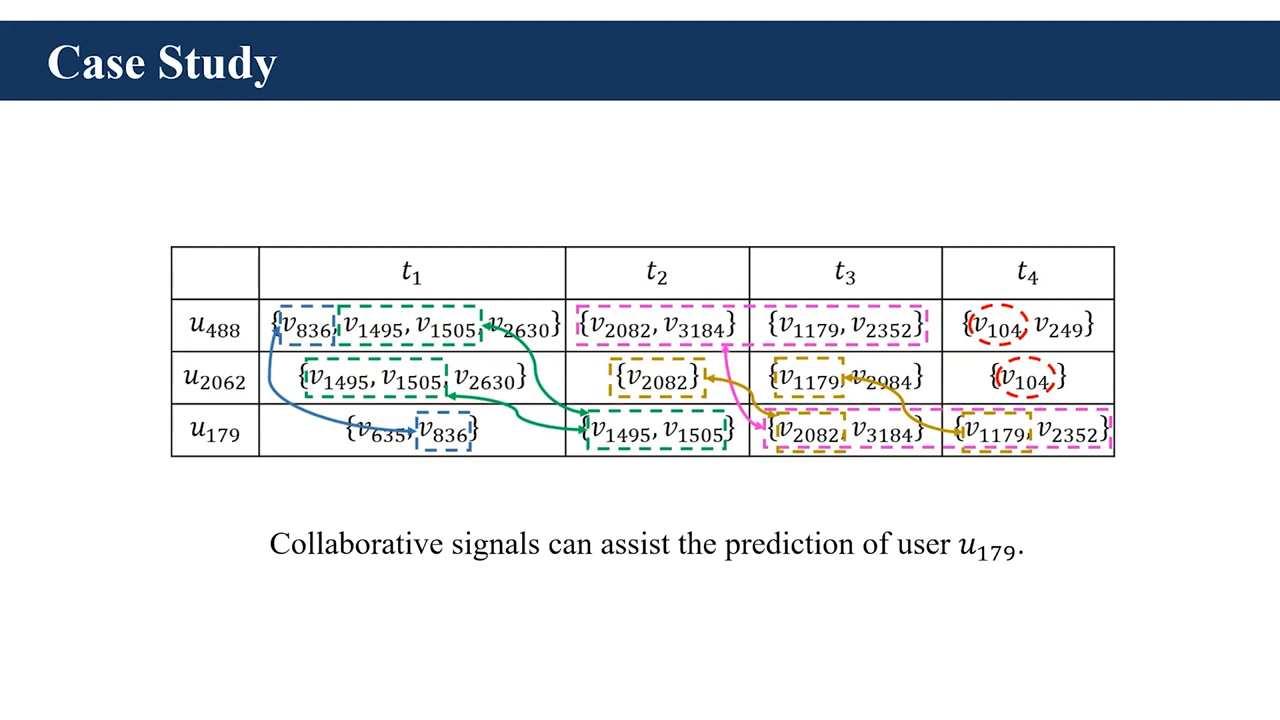 Case Study
t₁ t₂ t₃ t₄
u₄₈₈ {v₈₃₆, v₁₄₉₅, v₁₅₀₅, v₂₆₃₀} {v₂₀₈₂, v₃₁₈₄} {v₁₁₇₉, v₂₃₅₂} {v₁₀₄, v₂₄₉}
u₂₀₆₂ {v₁₄₉₅, v₁₅₀₅, v₂₆₃₀} {v₂₀₈₂} {v₁₁₇₉, v₂₉₈₄} {v₁₀₄}
u₁₇₉ {v₆₃₅, v₈₃₆} {v₁₄₉₅, v₁₅₀₅} {v₂₀₈₂, v₃₁₈₄} {v₁₁₇₉, v₂₃₅₂}
Collaborative signals can assist the prediction of user u₁₇₉.